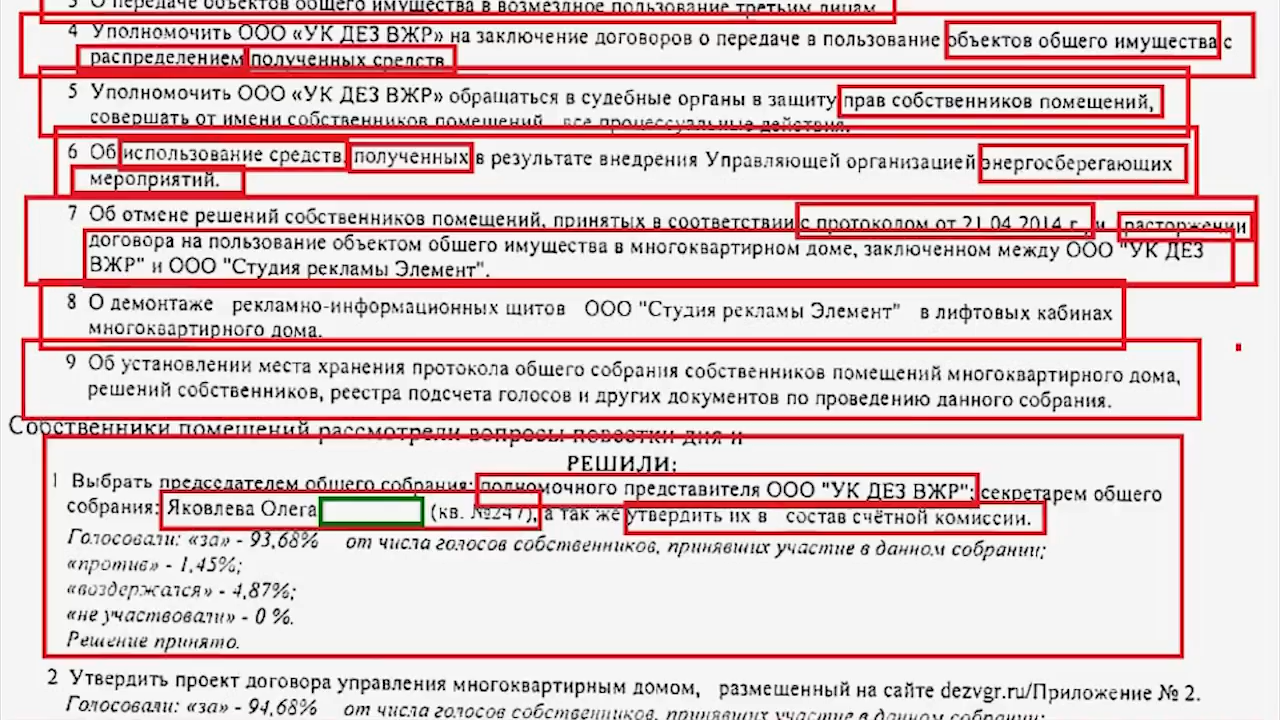 3 О передаче объектов общего имущества в возмездное пользование третьим лицам.
4 Уполномочить ООО «УК ДЕЗ ВЖР» на заключение договоров о передаче в пользование объектов общего имущества с
распределением полученных средств
5 Уполномочить ООО «УК ДЕЗ ВЖР» обращаться в судебные органы в защиту прав собственников помещений,
совершать от имени собственников помещений все процессуальные действия.
6 Об использование средств, полученных в результате внедрения Управляющей организацией энергосберегающих
мероприятий.
7 Об отмене решений собственников помещений, принятых в соответствии с протоколом от 21.04.2014 г., и расторжении
договора на пользование объектом общего имущества в многоквартирном доме, заключенном между ООО "УК ДЕЗ
ВЖР" и ООО "Студия рекламы Элемент".
8 О демонтаже рекламно-информационных щитов ООО "Студия рекламы Элемент" в лифтовых кабинах
многоквартирного дома.
9 Об установлении места хранения протокола общего собрания собственников помещений многоквартирного дома,
решений собственников, реестра подсчета голосов и других документов по проведению данного собрания.
Собственники помещений рассмотрели вопросы повестки дня и
РЕШИЛИ:
1 Выбрать председателем общего собрания: полномочного представителя ООО "УК ДЕЗ ВЖР"; секретарем общего
собрания: Яковлева Олега (кв. №247), а так же утвердить их в состав счётной комиссии.
Голосовали: «за» - 93,68% от числа голосов собственников, принявших участие в данном собрании;
«против» - 1,45%;
«воздержался» - 4,87%;
«не участвовали» - 0 %.
Решение принято.
2 Утвердить проект договора управления многоквартирным домом, размещенный на сайте dezvgr.ru/Приложение № 2.
Голосовали: «за» - 94,68% от числа голосов собственников, принявших участие в данном собрании;